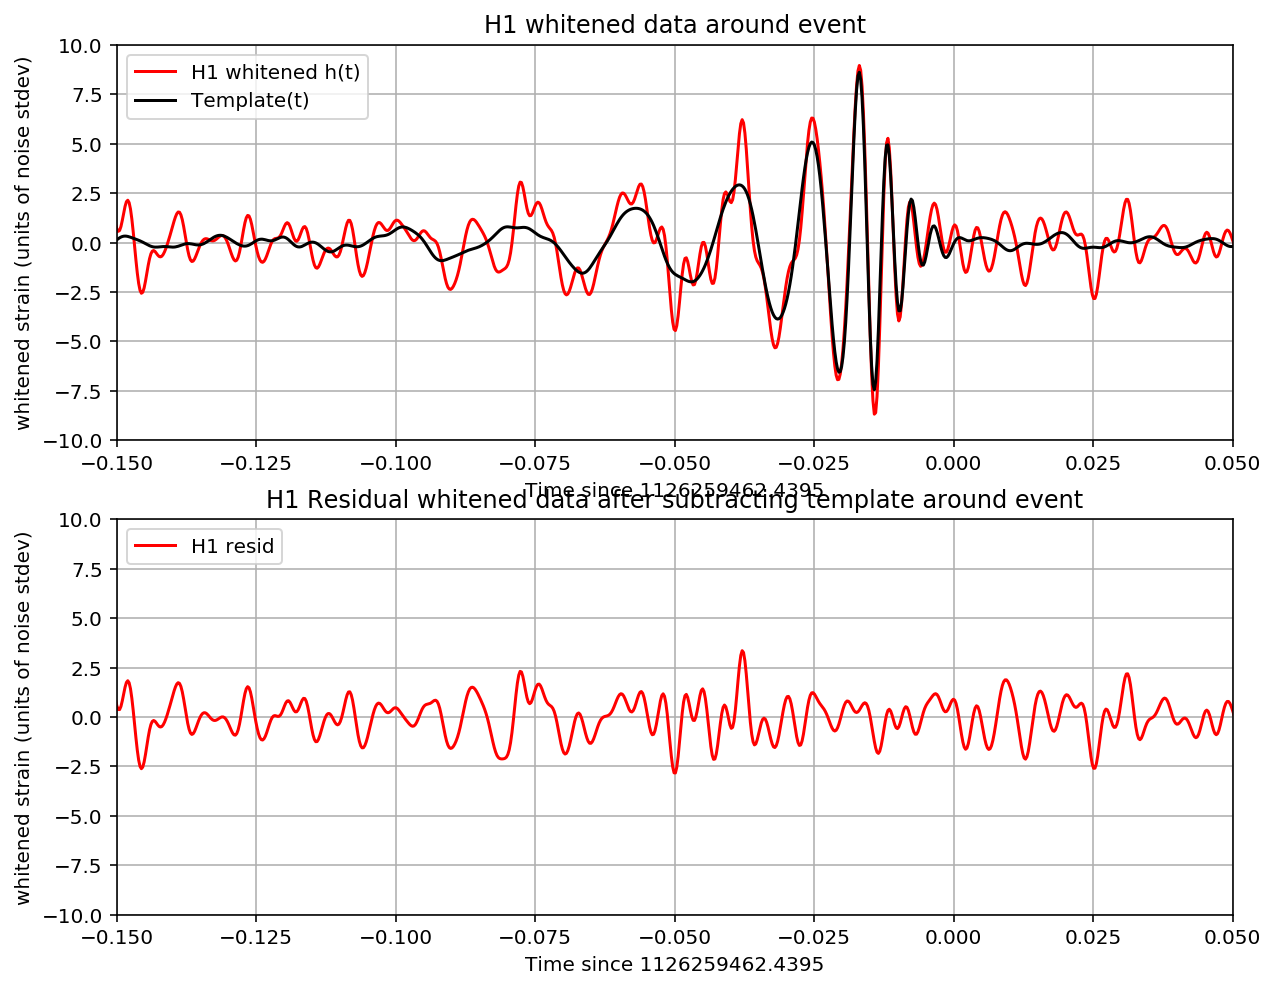 H1 whitened data around event
whitened strain (units of noise stdev)
10.0
7.5
5.0
2.5
0.0
−2.5
−5.0
−7.5
−10.0
H1 whitened h(t)
Template(t)
−0.150 −0.125 −0.100 −0.075 −0.050 −0.025 0.000 0.025 0.050
Time since 1126259462.4395
H1 Residual whitened data after subtracting template around event
whitened strain (units of noise stdev)
10.0
7.5
5.0
2.5
0.0
−2.5
−5.0
−7.5
−10.0
H1 resid
−0.150 −0.125 −0.100 −0.075 −0.050 −0.025 0.000 0.025 0.050
Time since 1126259462.4395